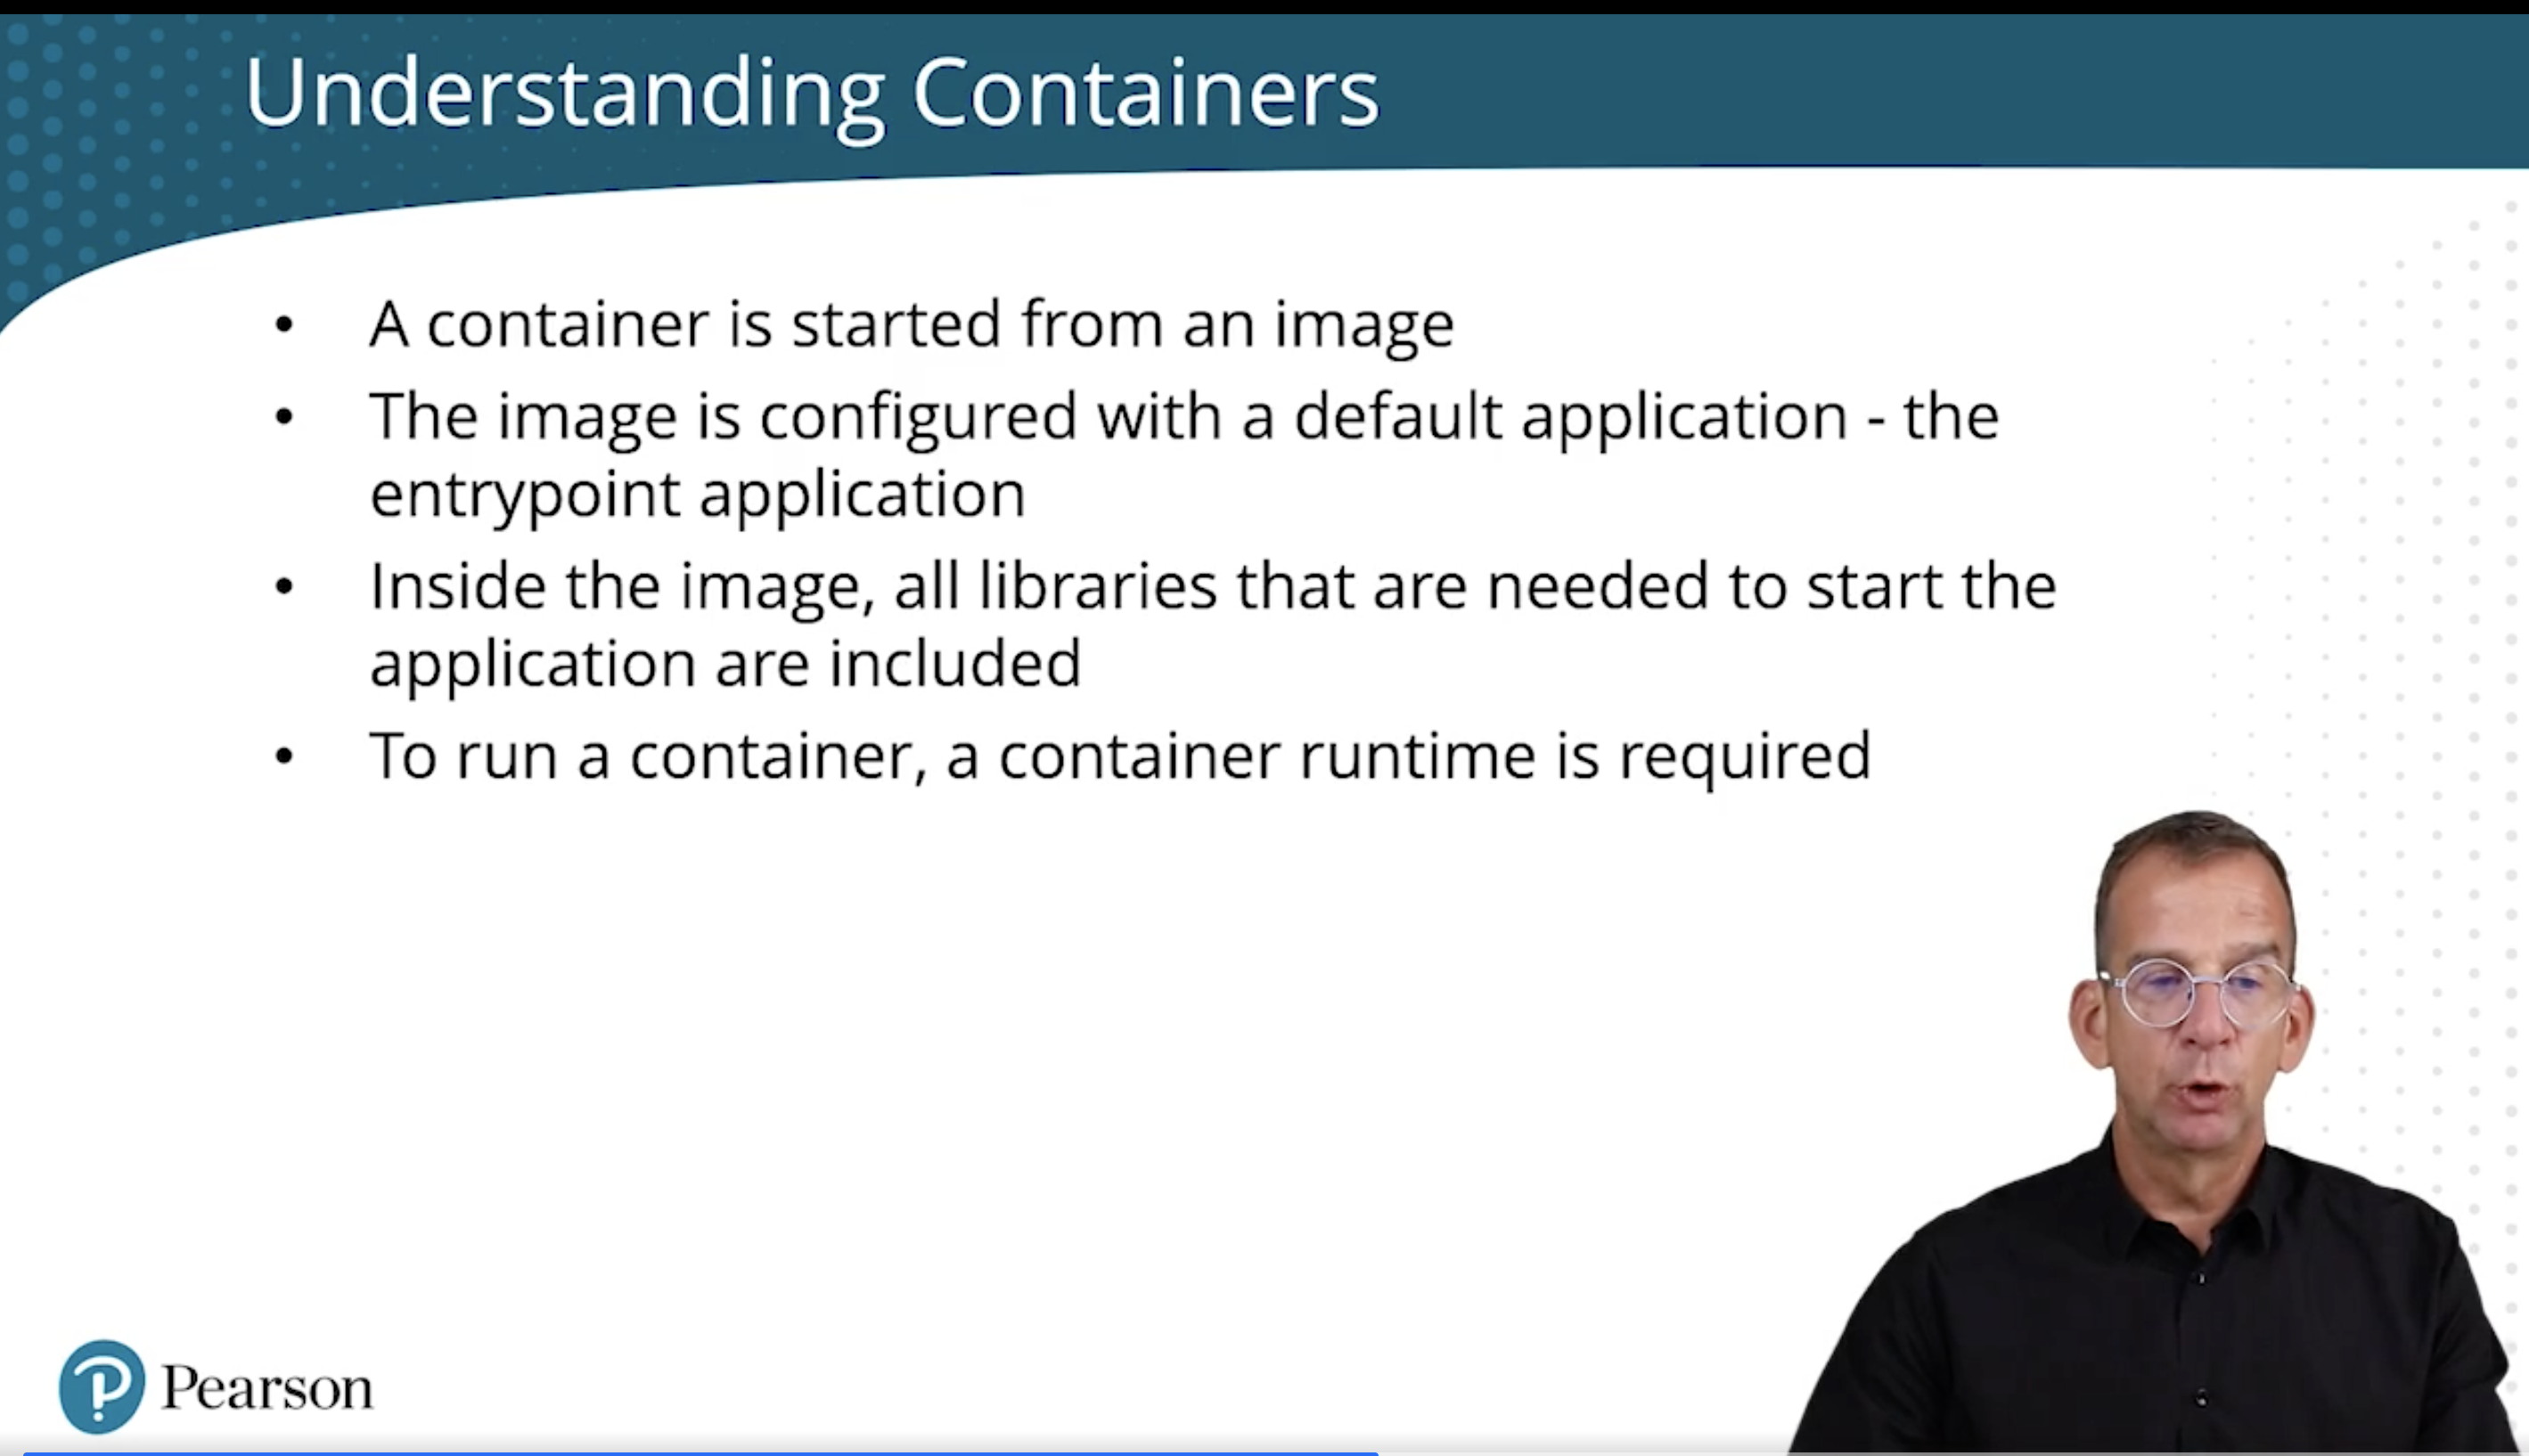 Understanding Containers
• A container is started from an image
• The image is configured with a default application - the
entrypoint application
• Inside the image, all libraries that are needed to start the
application are included
• To run a container, a container runtime is required
Pearson